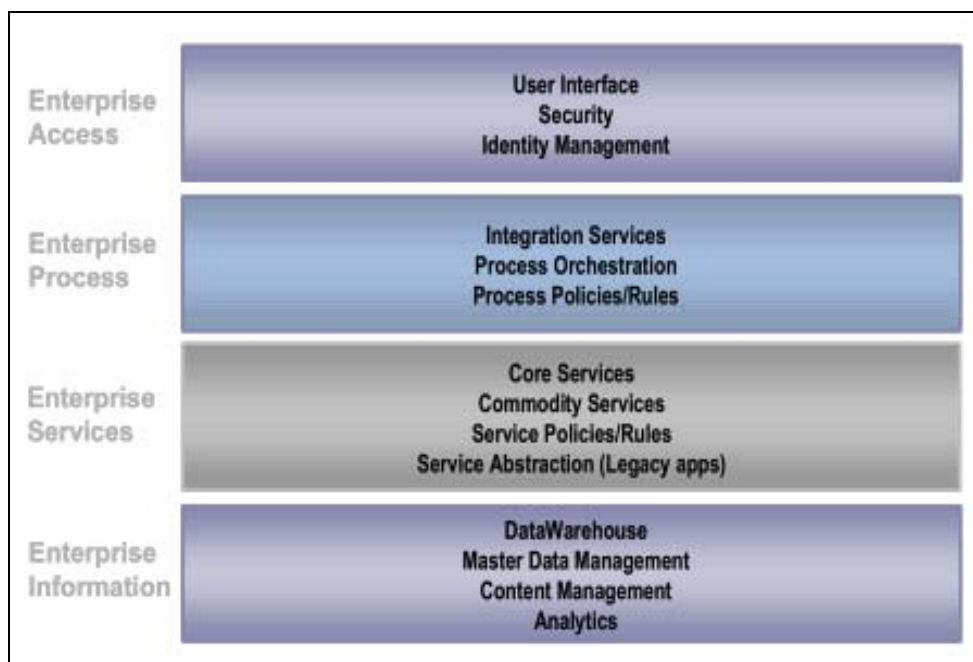 Enterprise
Access
User Interface
Security
Identity Management
Enterprise
Process
Integration Services
Process Orchestration
Process Policies/Rules
Enterprise
Services
Core Services
Commodity Services
Service Policies/Rules
Service Abstraction (Legacy apps)
Enterprise
Information
DataWarehouse
Master Data Management
Content Management
Analytics